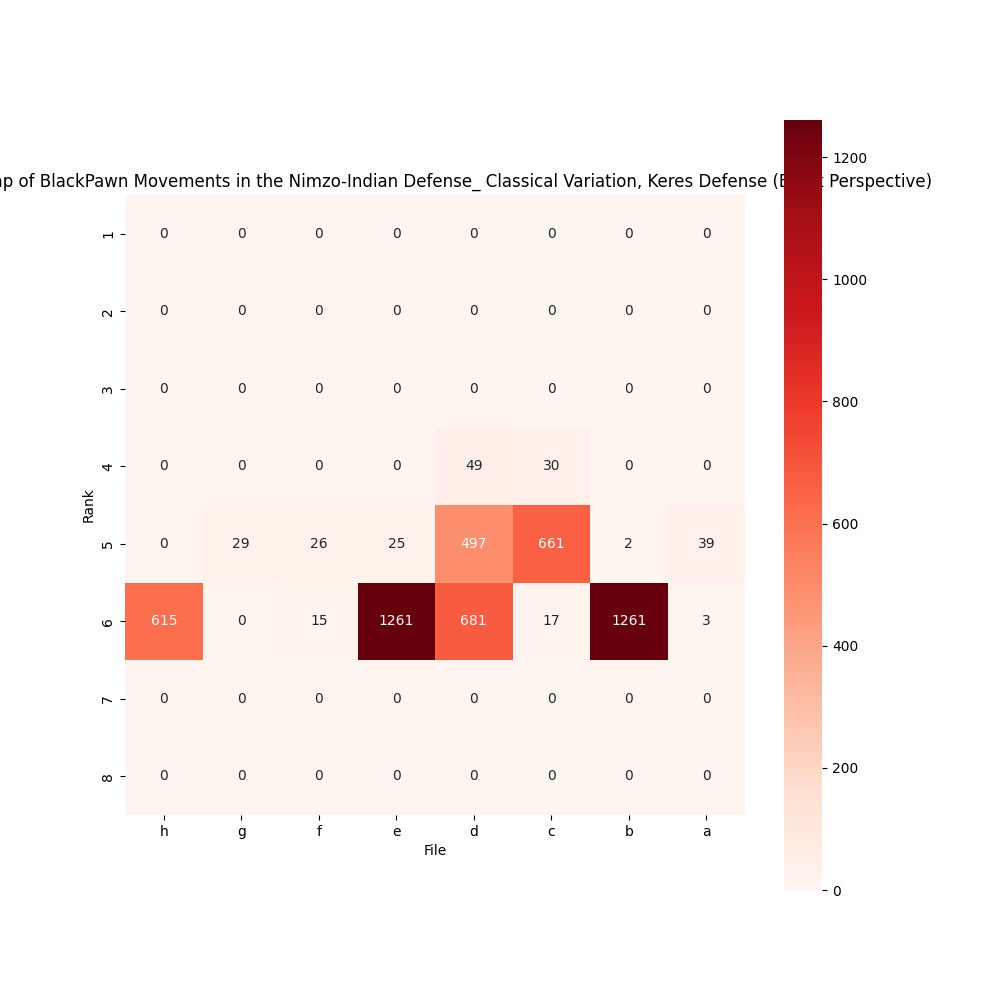 of BlackPawn Movements in the Nimzo-Indian Defense_ Classical Variation, Keres Defense ( Perspective)
1 0 0 0 0 0 0 0 0
2 0 0 0 0 0 0 0 0
3 0 0 0 0 0 0 0 0
4 0 0 0 0 49 30 0 0
5 0 29 26 25 497 661 2 39
6 615 0 15 1261 681 17 1261 3
7 0 0 0 0 0 0 0 0
8 0 0 0 0 0 0 0 0
h g f e d c b a
File
Rank
1200
1000
800
600
400
200
0